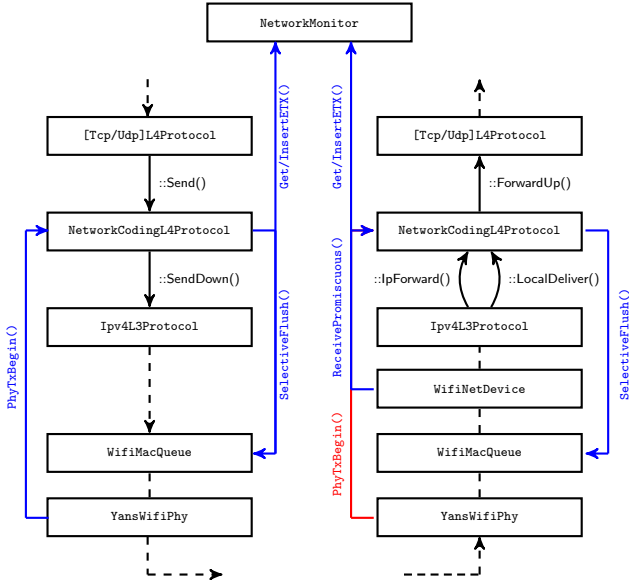 NetworkMonitor
Get/InsertETX()
Get/InsertETX()
[Tcp/Udp]L4Protocol
[Tcp/Udp]L4Protocol
::Send()
::ForwardUp()
NetworkCodingL4Protocol
NetworkCodingL4Protocol
::SendDown()
::IpForward()
::LocalDeliver()
PhyTxBegin()
SelectiveFlush()
ReceivePromiscuous()
SelectiveFlush()
Ipv4L3Protocol
Ipv4L3Protocol
WifiNetDevice
WifiMacQueue
WifiMacQueue
PhyTxBegin()
YansWifiPhy
YansWifiPhy